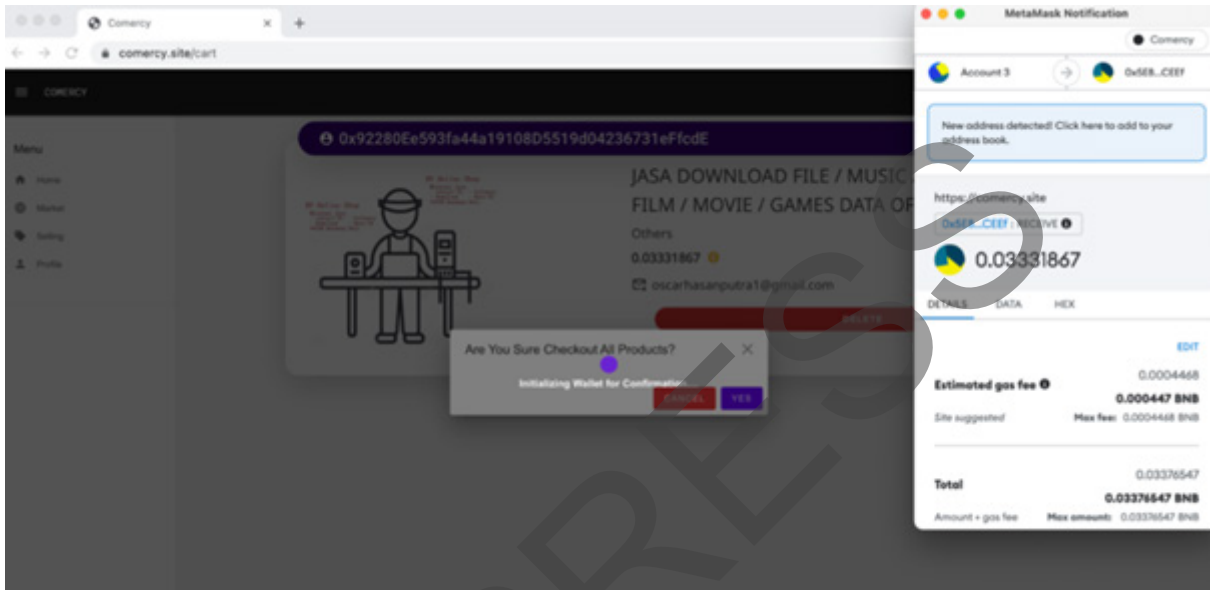 Comercy
comercy.site/cart
COMERCY
Menu
Home
Market
Selling
Profile
0x92280Ee593fa44a19108D5519d04236731eFfcdE
JASA DOWNLOAD FILE / MUSIC
FILM / MOVIE / GAMES DATA OF
Others
0.03331867
oscarhasanputra1@gmail.com
DELETE
Are You Sure Checkout All Products?
Initializing Wallet for Confirmation
CANCEL
YES
MetaMask Notification
Comercy
Account 3
0x5E8...CEEf
New address detected! Click here to add to your
address book.
https://comercy.site
0x5E8...CEEf : RECEIVE
0.03331867
DETAILS
DATA
HEX
EDIT
0.0004468
Estimated gas fee
0.000447 BNB
Site suggested
Max fee: 0.0004468 BNB
0.03376547
Total
0.03376547 BNB
Amount + gas fee
Max amount: 0.03376547 BNB
RESS